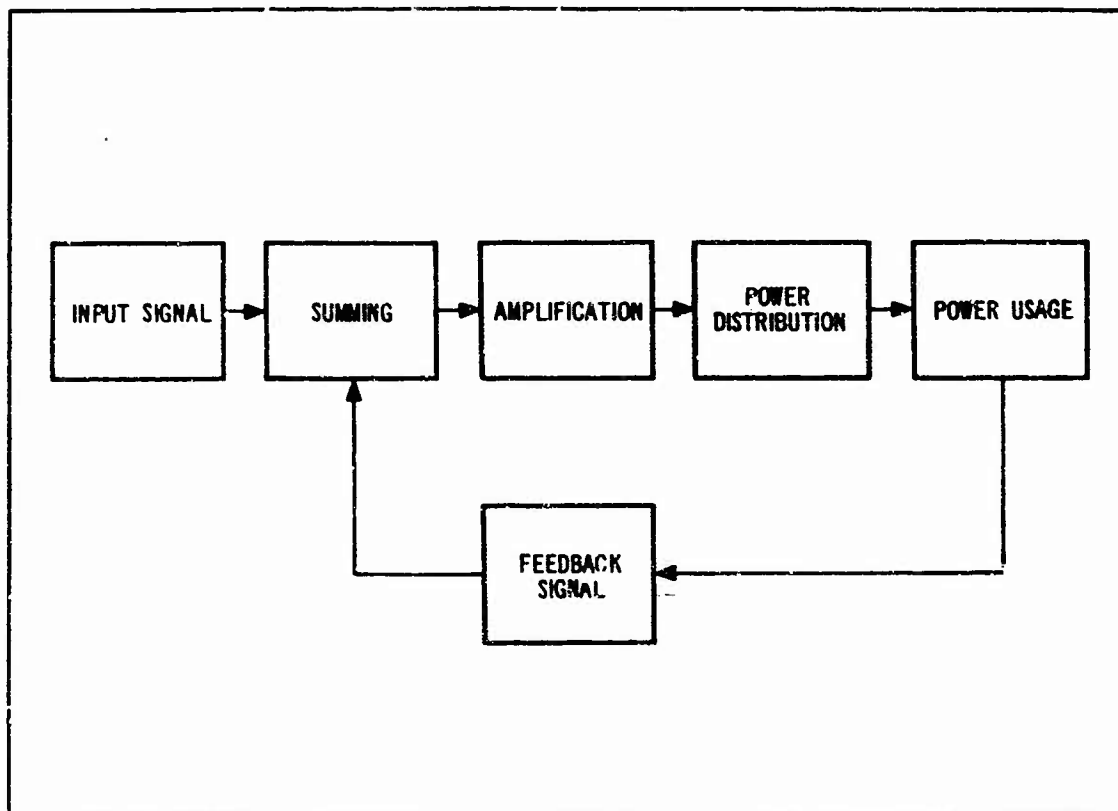 INPUT SIGNAL
SUMMING
AMPLIFICATION
POWER
DISTRIBUTION
POWER USAGE
FEEDBACK
SIGNAL